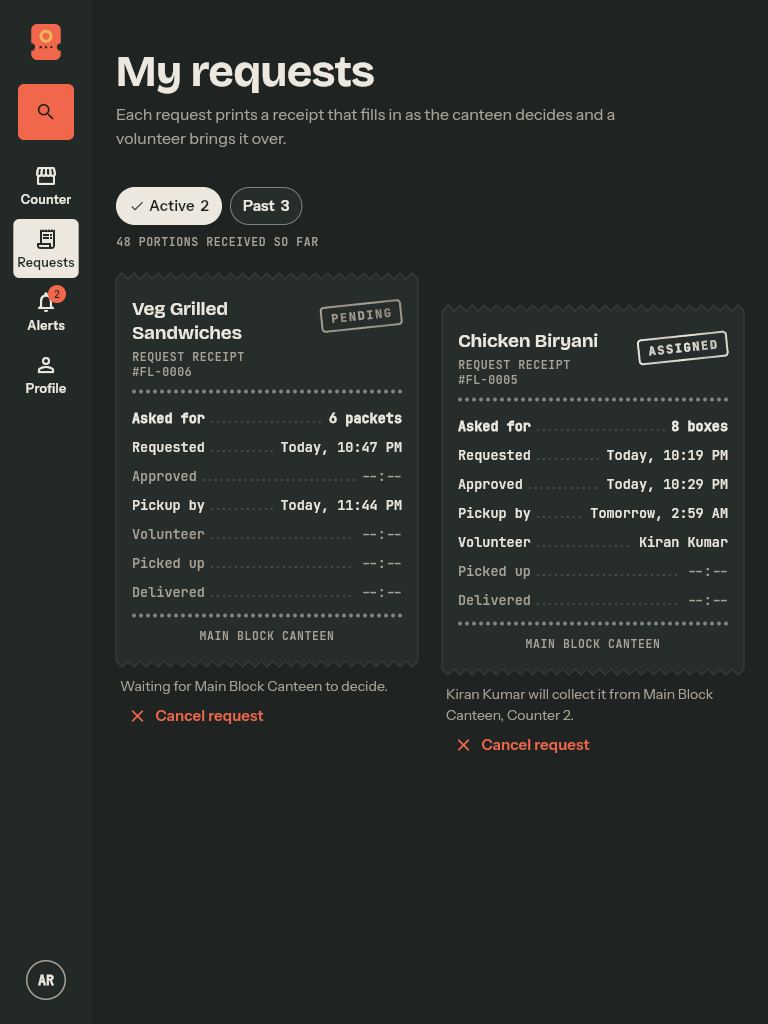 My requests
Each request prints a receipt that fills in as the canteen decides and a
volunteer brings it over.
Counter
Requests
2
Alerts
Profile
AR
Active 2
Past 3
48 PORTIONS RECEIVED SO FAR
Veg Grilled
Sandwiches
PENDING
REQUEST RECEIPT
#FL-0006
Asked for 6 packets
Requested Today, 10:47 PM
Approved --:--
Pickup by Today, 11:44 PM
Volunteer --:--
Picked up --:--
Delivered --:--
MAIN BLOCK CANTEEN
Waiting for Main Block Canteen to decide.
Cancel request
Chicken Biryani
ASSIGNED
REQUEST RECEIPT
#FL-0005
Asked for 8 boxes
Requested Today, 10:19 PM
Approved Today, 10:29 PM
Pickup by Tomorrow, 2:59 AM
Volunteer Kiran Kumar
Picked up --:--
Delivered --:--
MAIN BLOCK CANTEEN
Kiran Kumar will collect it from Main Block
Canteen, Counter 2.
Cancel request